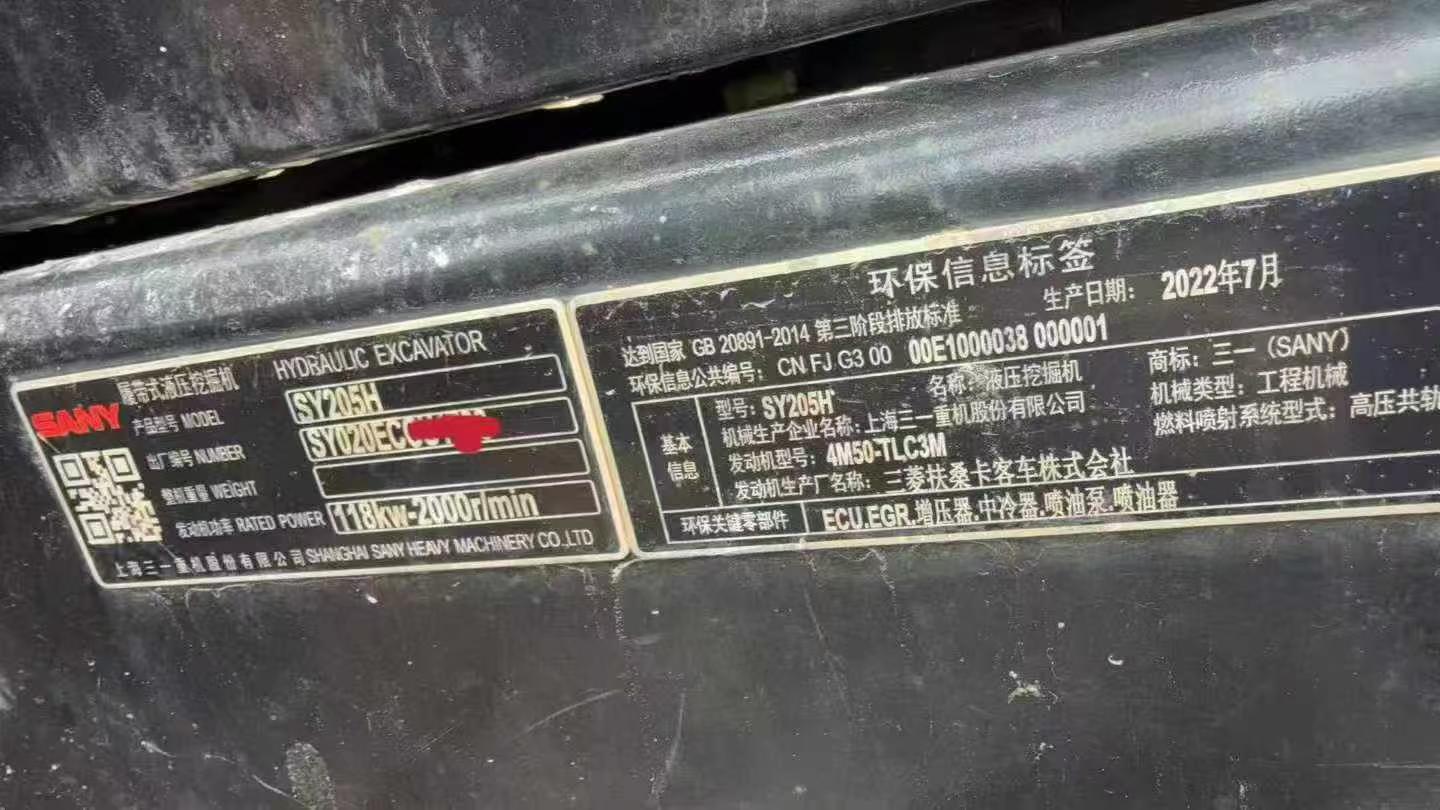 SANY
履带式液压挖掘机 HYDRAULIC EXCAVATOR
产品型号 MODEL SY205H
出厂编号 NUMBER
整机重量 WEIGHT
发动机功率 RATED POWER 118kw-2000r/min
上海三一重机股份有限公司 SHANGHAI SANY HEAVY MACHINERY CO.,LTD
环保信息标签
达到国家 GB 20891-2014 第三阶段排放标准 生产日期: 2022年7月
环保信息公共编号: CN FJ G3 00 00E1000038 000001
基本信息
型号: SY205H 名称: 液压挖掘机 商标: 三一 (SANY)
机械生产企业名称: 上海三一重机股份有限公司 机械类型: 工程机械
发动机型号: 4M50-TLC3M 燃料喷射系统型式: 高压共轨
发动机生产厂名称: 三菱扶桑卡客车株式会社
环保关键零部件 ECU.EGR.增压器.中冷器.喷油泵.喷油器